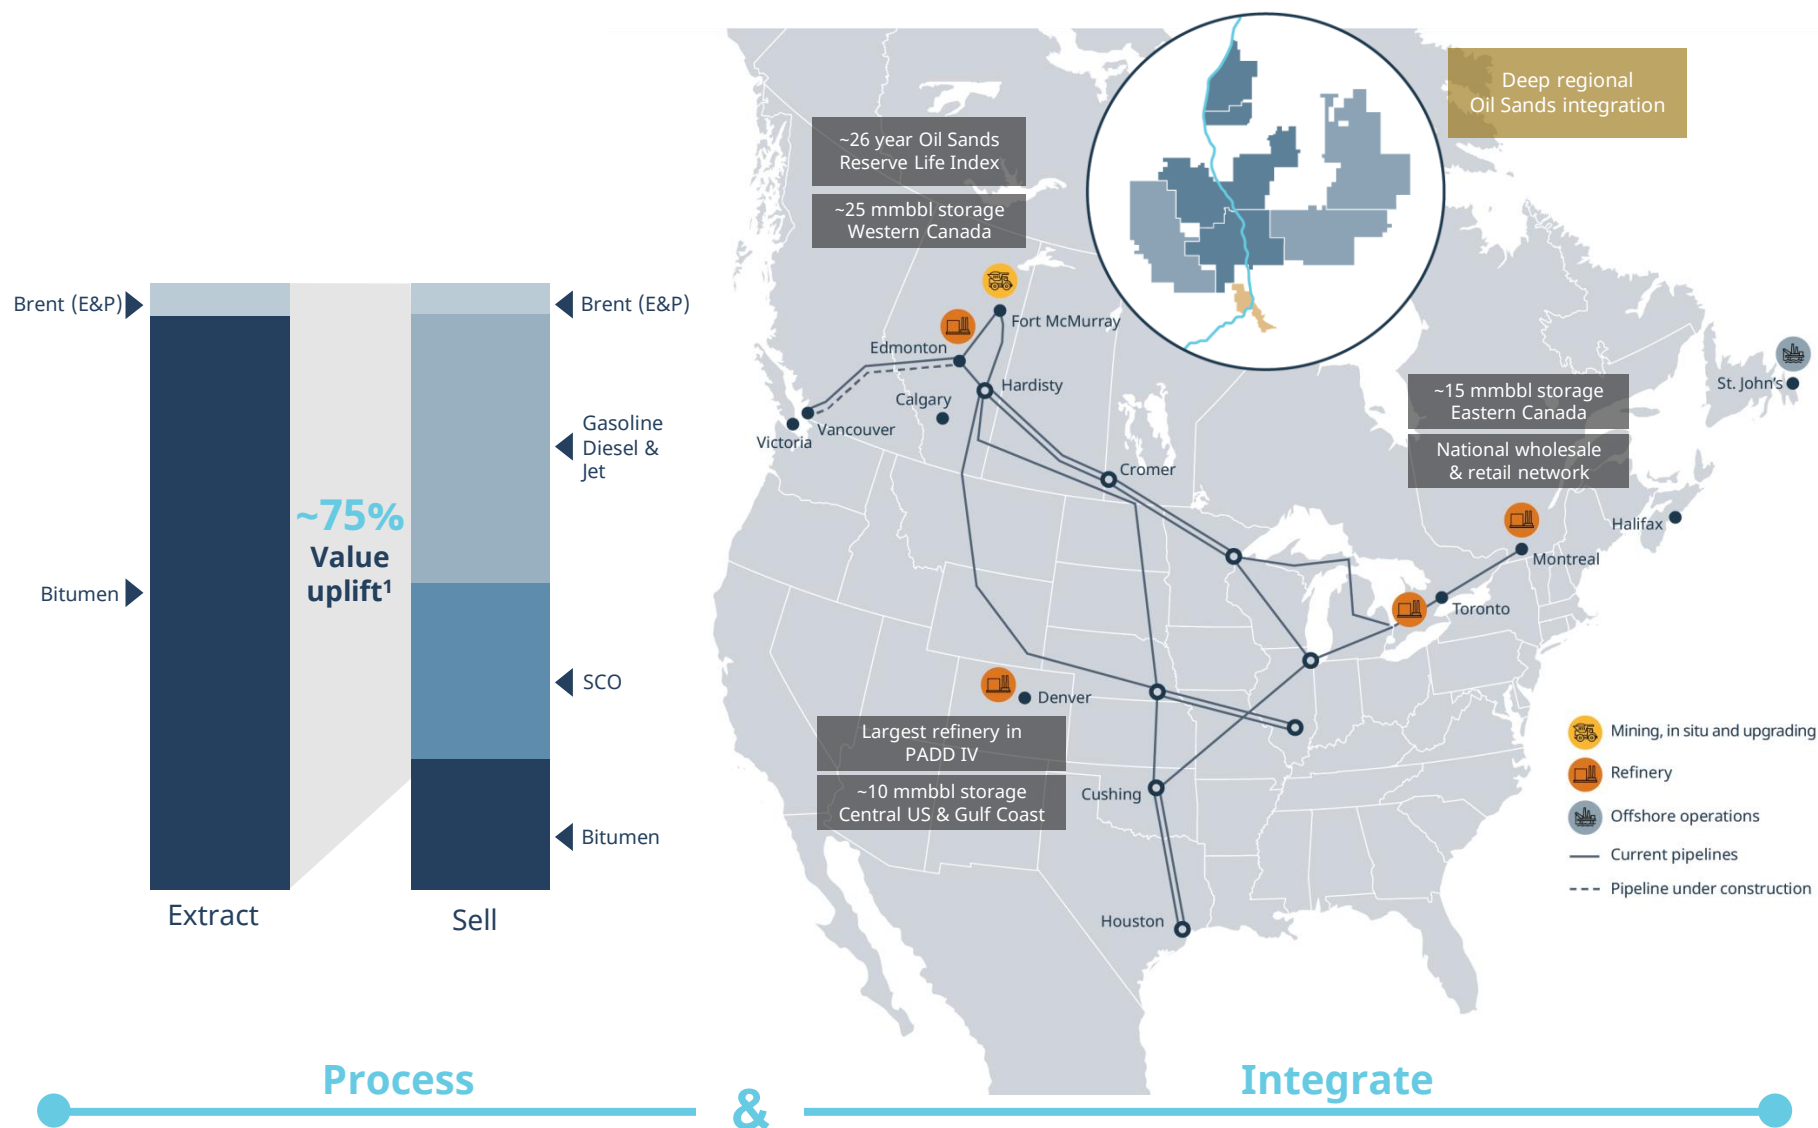 Brent (E&P)
Bitumen
Extract
~75%
Value
uplift¹
Brent (E&P)
Gasoline
Diesel &
Jet
SCO
Bitumen
Sell
Deep regional
Oil Sands integration
~26 year Oil Sands
Reserve Life Index
~25 mmbbl storage
Western Canada
Fort McMurray
Edmonton
Hardisty
Calgary
Vancouver
Victoria
Cromer
~15 mmbbl storage
Eastern Canada
National wholesale
& retail network
St. John's
Halifax
Montreal
Toronto
Denver
Largest refinery in
PADD IV
~10 mmbbl storage
Central US & Gulf Coast
Cushing
Houston
Mining, in situ and upgrading
Refinery
Offshore operations
Current pipelines
Pipeline under construction
Process
&
Integrate